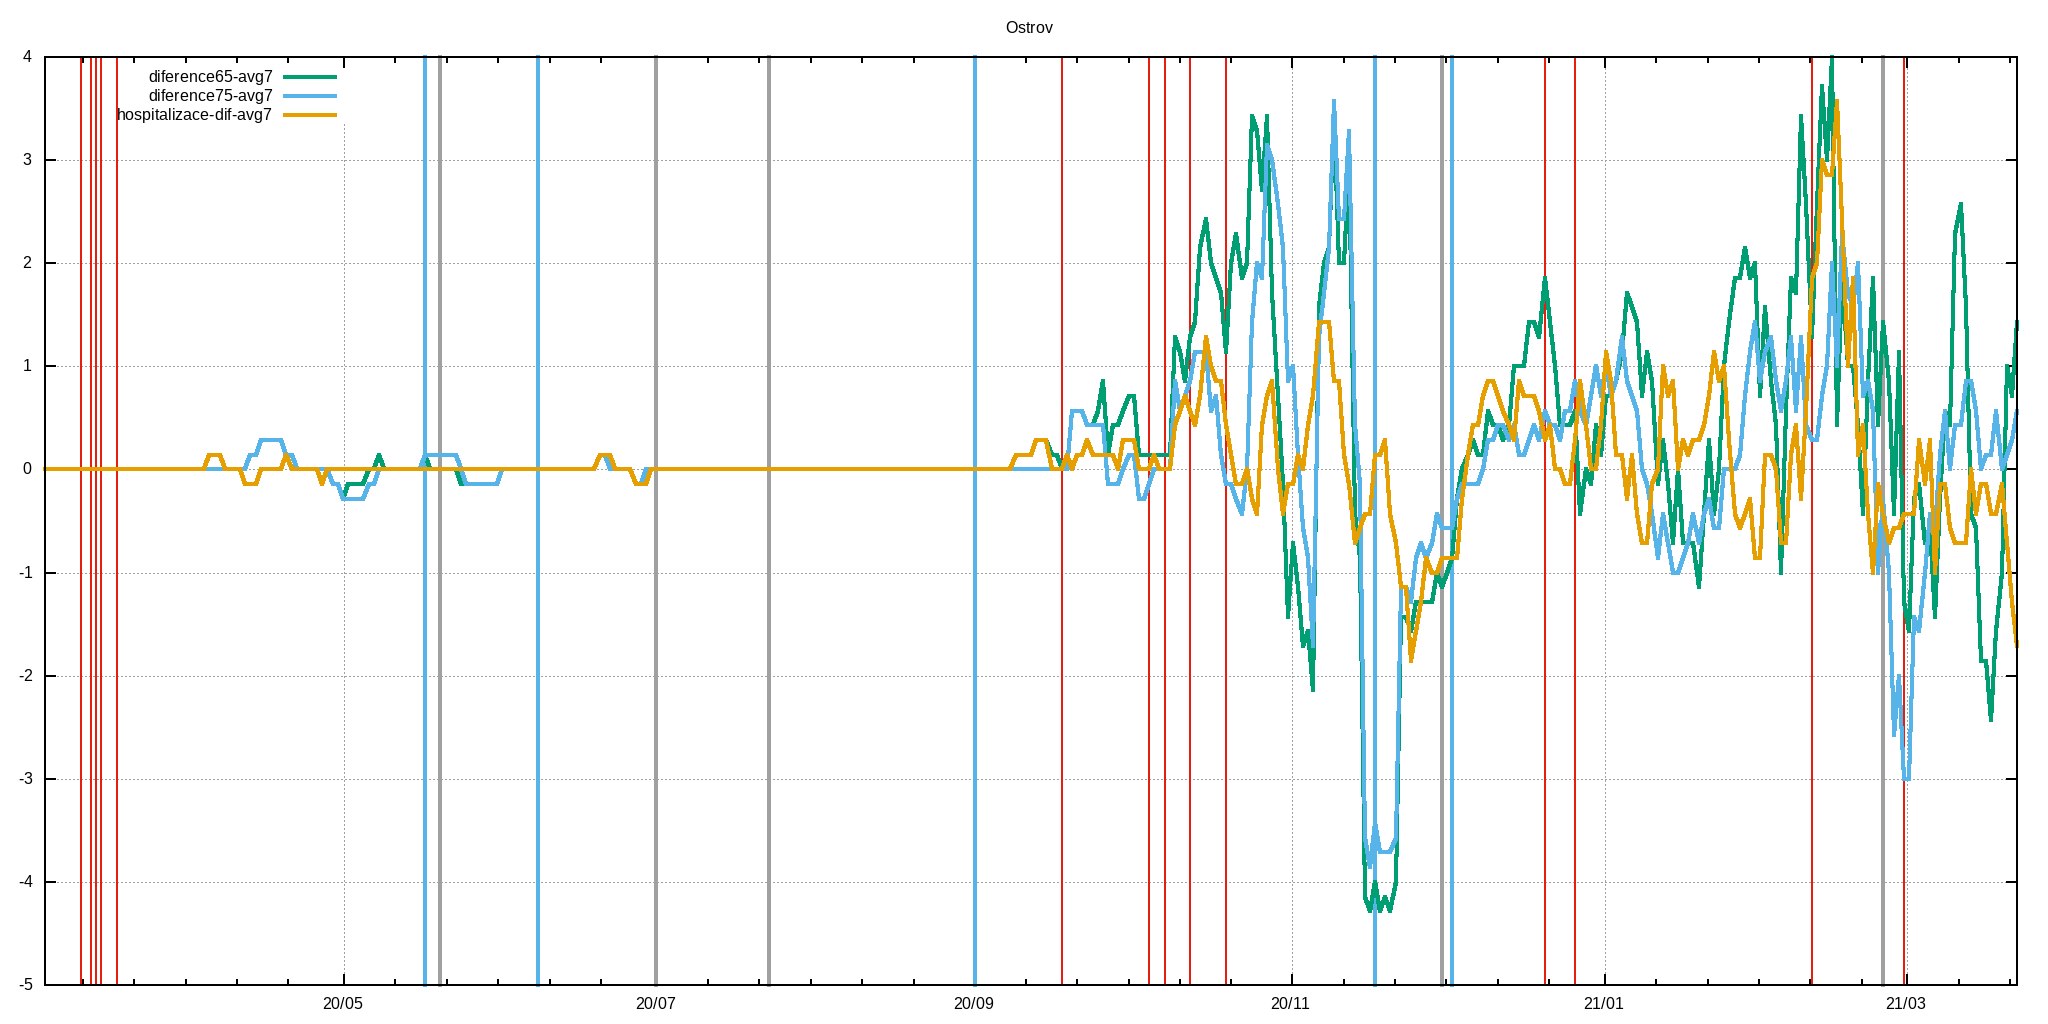 Ostrov
4
diference65-avg7
diference75-avg7
hospitalizace-dif-avg7
3
2
1
0
-1
-2
-3
-4
-5
20/05 20/07 20/09 20/11 21/01 21/03